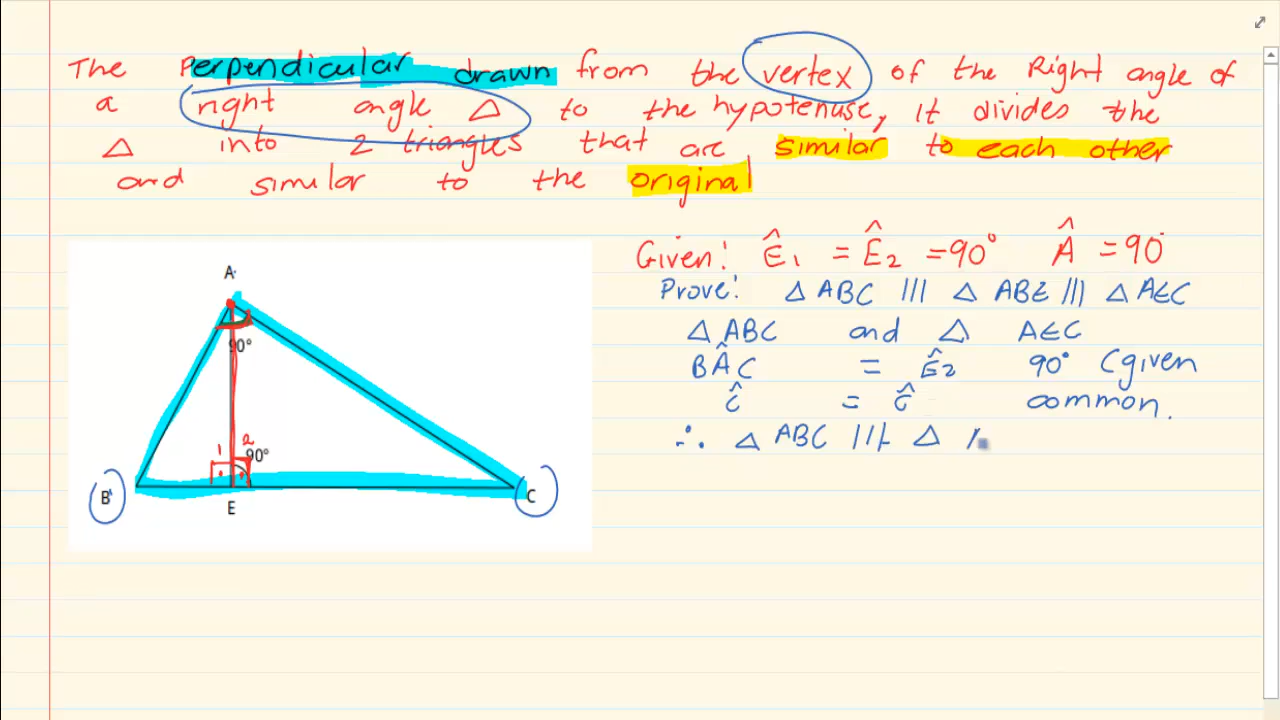 The Perpendicular drawn from the vertex of the Right angle of
a right angle △ to the hypotenuse, It divides the
△ into 2 triangles that are similar to each other
and similar to the original
Given: Ê₁ = Ê₂ = 90° Â = 90°
Prove: △ ABC /// △ ABE /// △ AEC
△ ABC and △ AEC
BÂC = Ê₂ 90° (given
Ĉ = Ĉ common.
∴ △ ABC /// △
A
90°
1 2
90°
B
C
E